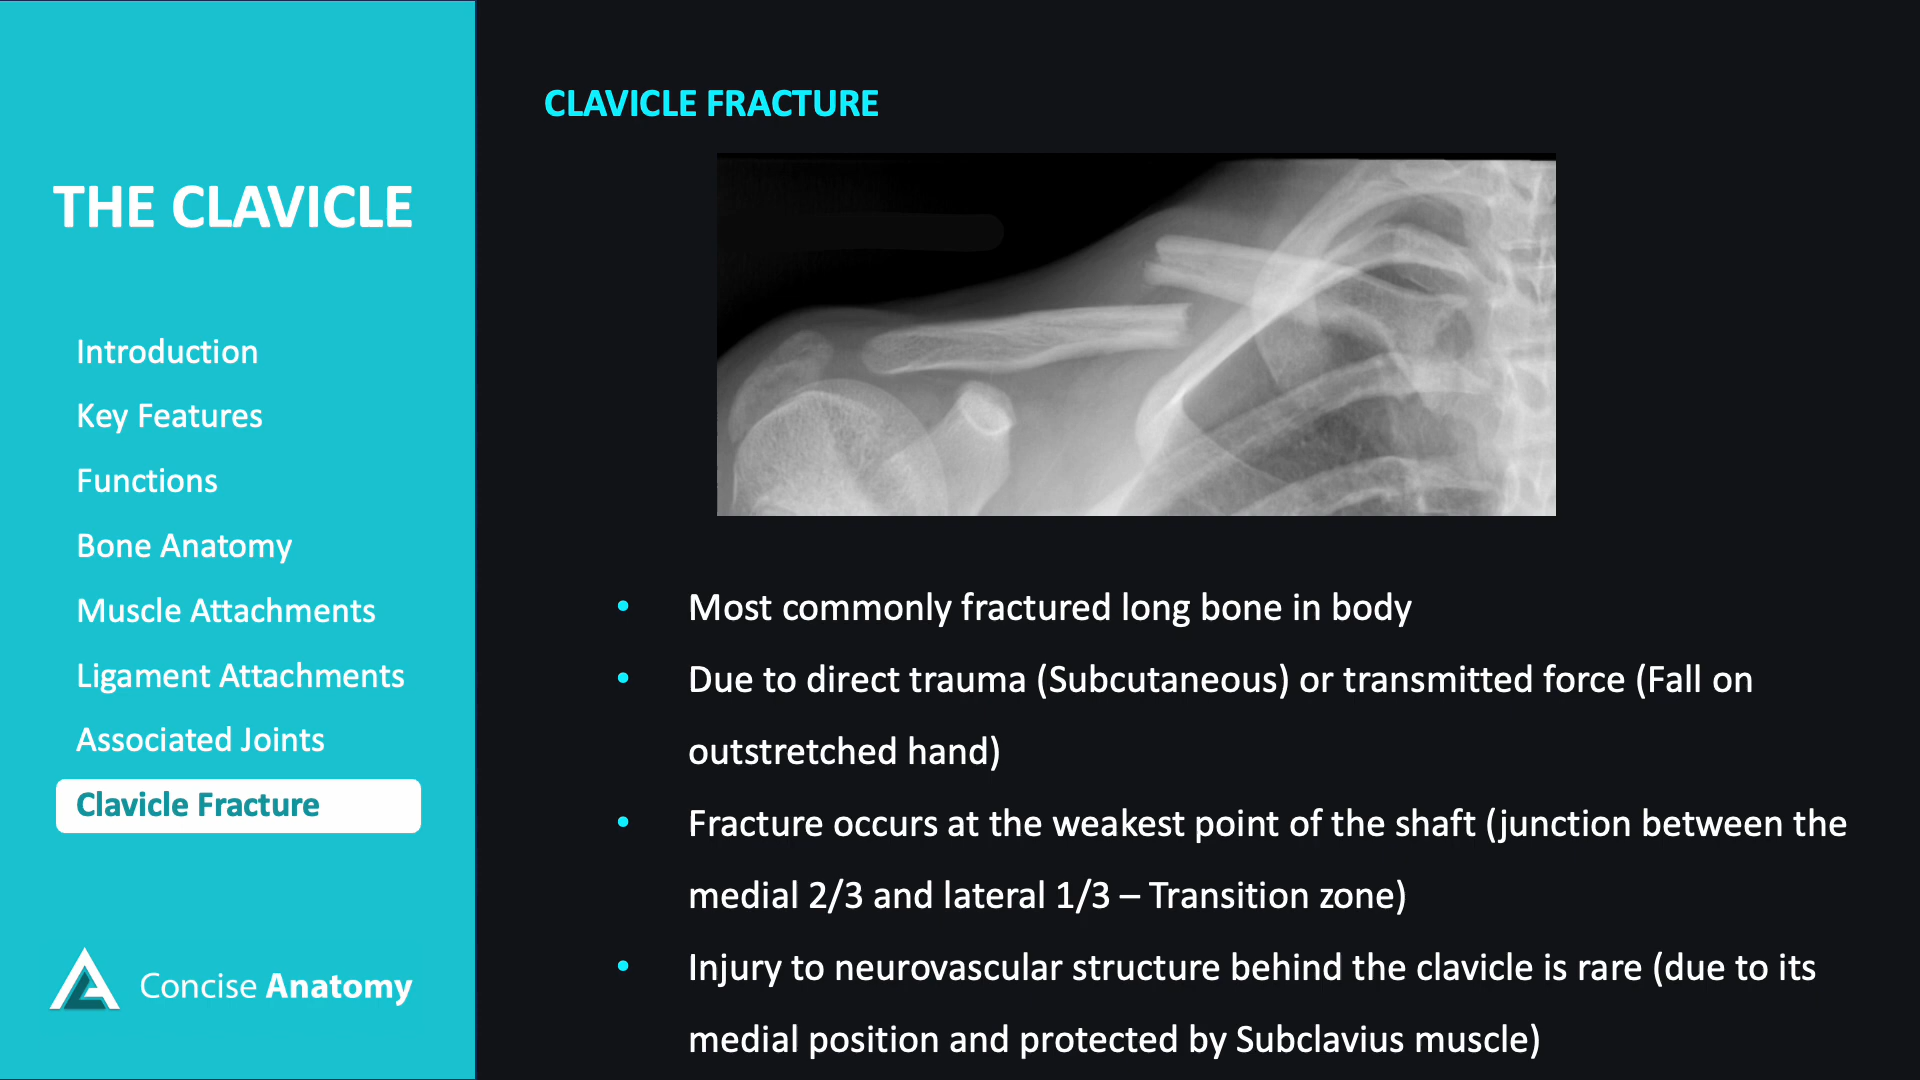 THE CLAVICLE
Introduction
Key Features
Functions
Bone Anatomy
Muscle Attachments
Ligament Attachments
Associated Joints
Clavicle Fracture
Concise Anatomy
CLAVICLE FRACTURE
• Most commonly fractured long bone in body
• Due to direct trauma (Subcutaneous) or transmitted force (Fall on
outstretched hand)
• Fracture occurs at the weakest point of the shaft (junction between the
medial 2/3 and lateral 1/3 – Transition zone)
• Injury to neurovascular structure behind the clavicle is rare (due to its
medial position and protected by Subclavius muscle)